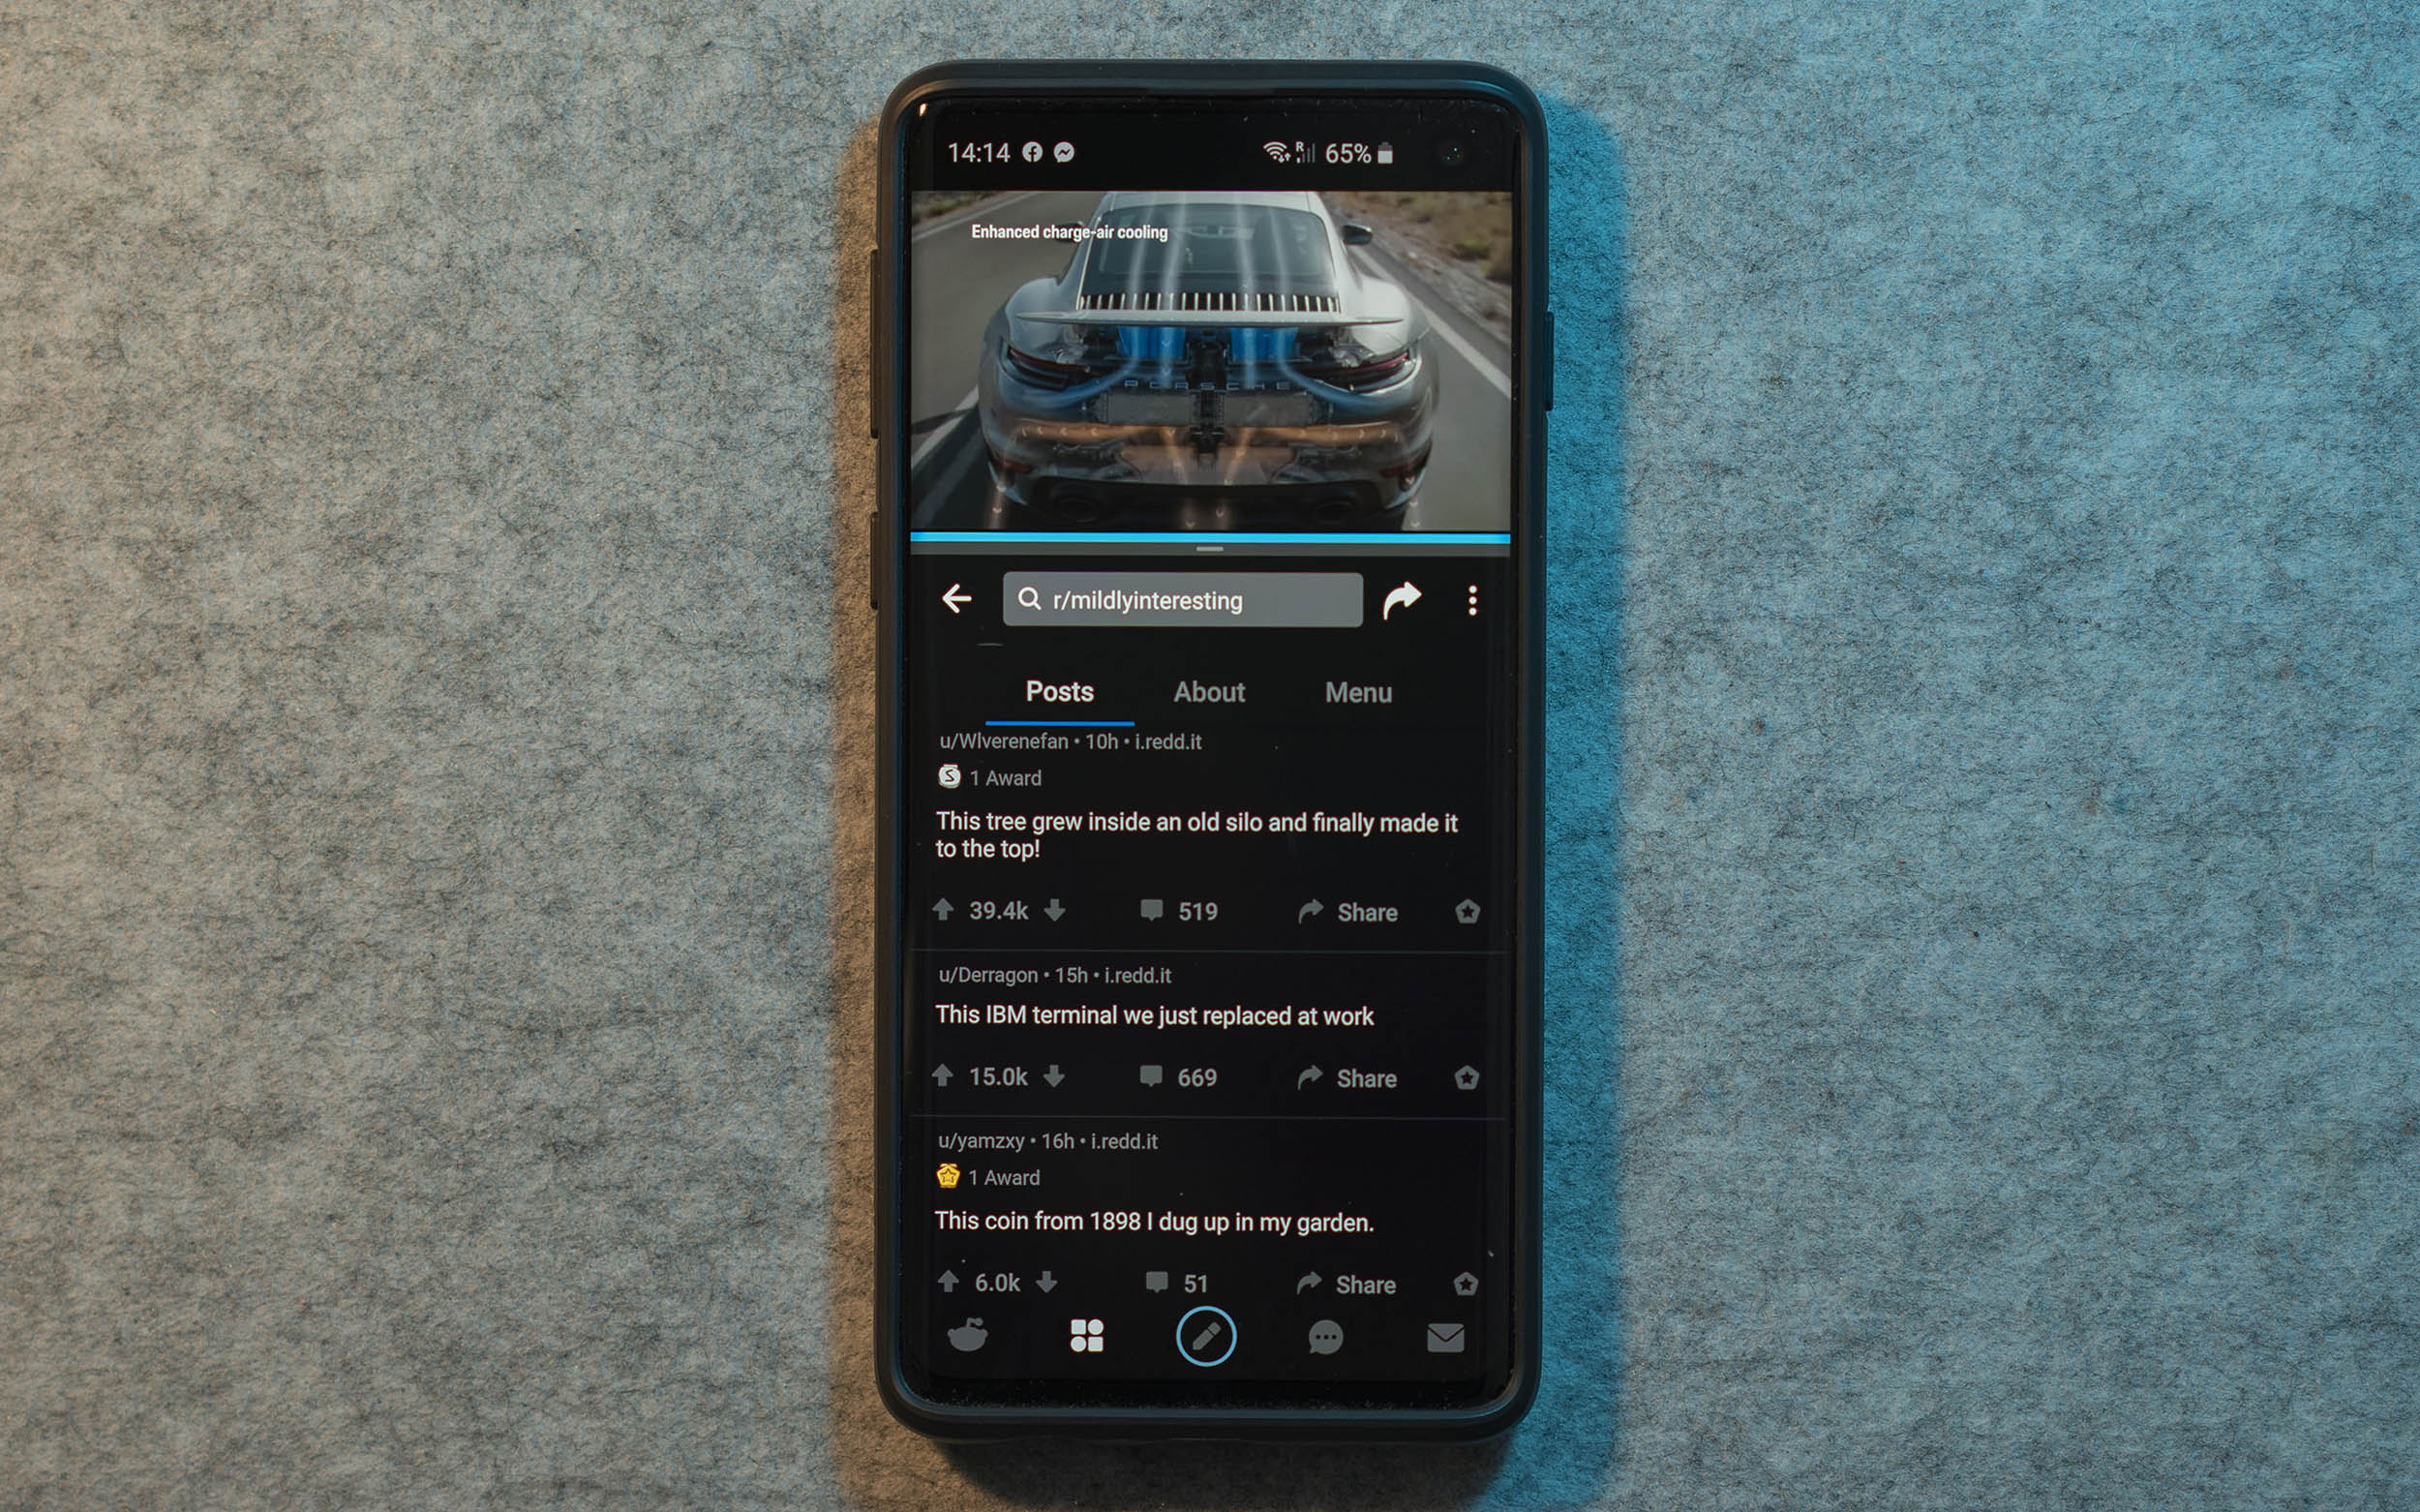 14:14 R 65%
Enhanced charge-air cooling
PORSCHE
r/mildlyinteresting
Posts About Menu
u/Wlverenefan • 10h • i.redd.it
S 1 Award
This tree grew inside an old silo and finally made it
to the top!
39.4k 519 Share
u/Derragon • 15h • i.redd.it
This IBM terminal we just replaced at work
15.0k 669 Share
u/yamzxy • 16h • i.redd.it
1 Award
This coin from 1898 I dug up in my garden.
6.0k 51 Share